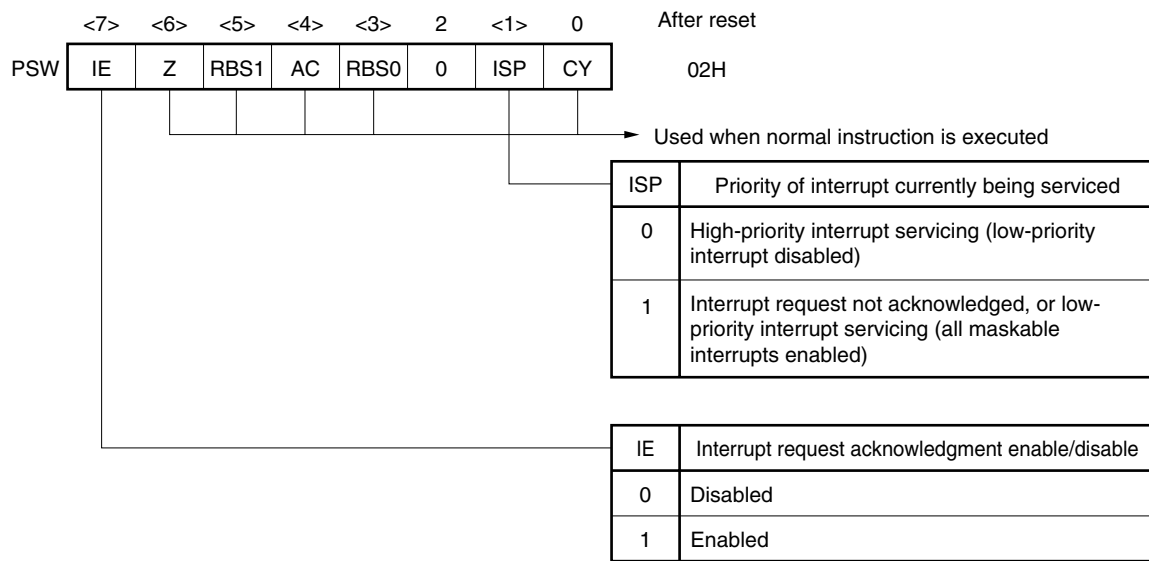 <7> <6> <5> <4> <3> 2 <1> 0 After reset
PSW IE Z RBS1 AC RBS0 0 ISP CY 02H
Used when normal instruction is executed
ISP Priority of interrupt currently being serviced
0 High-priority interrupt servicing (low-priority
interrupt disabled)
1 Interrupt request not acknowledged, or low-
priority interrupt servicing (all maskable
interrupts enabled)
IE Interrupt request acknowledgment enable/disable
0 Disabled
1 Enabled